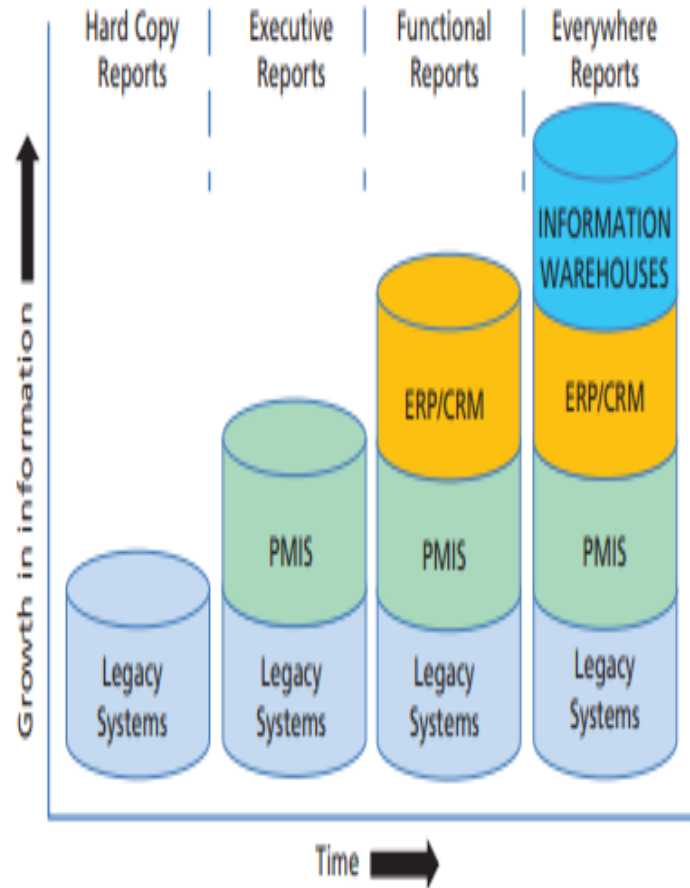 Hard Copy
Reports
Executive
Reports
Functional
Reports
Everywhere
Reports
Growth in information
INFORMATION
WAREHOUSES
ERP/CRM
ERP/CRM
PMIS
PMIS
PMIS
Legacy
Systems
Legacy
Systems
Legacy
Systems
Legacy
Systems
Time